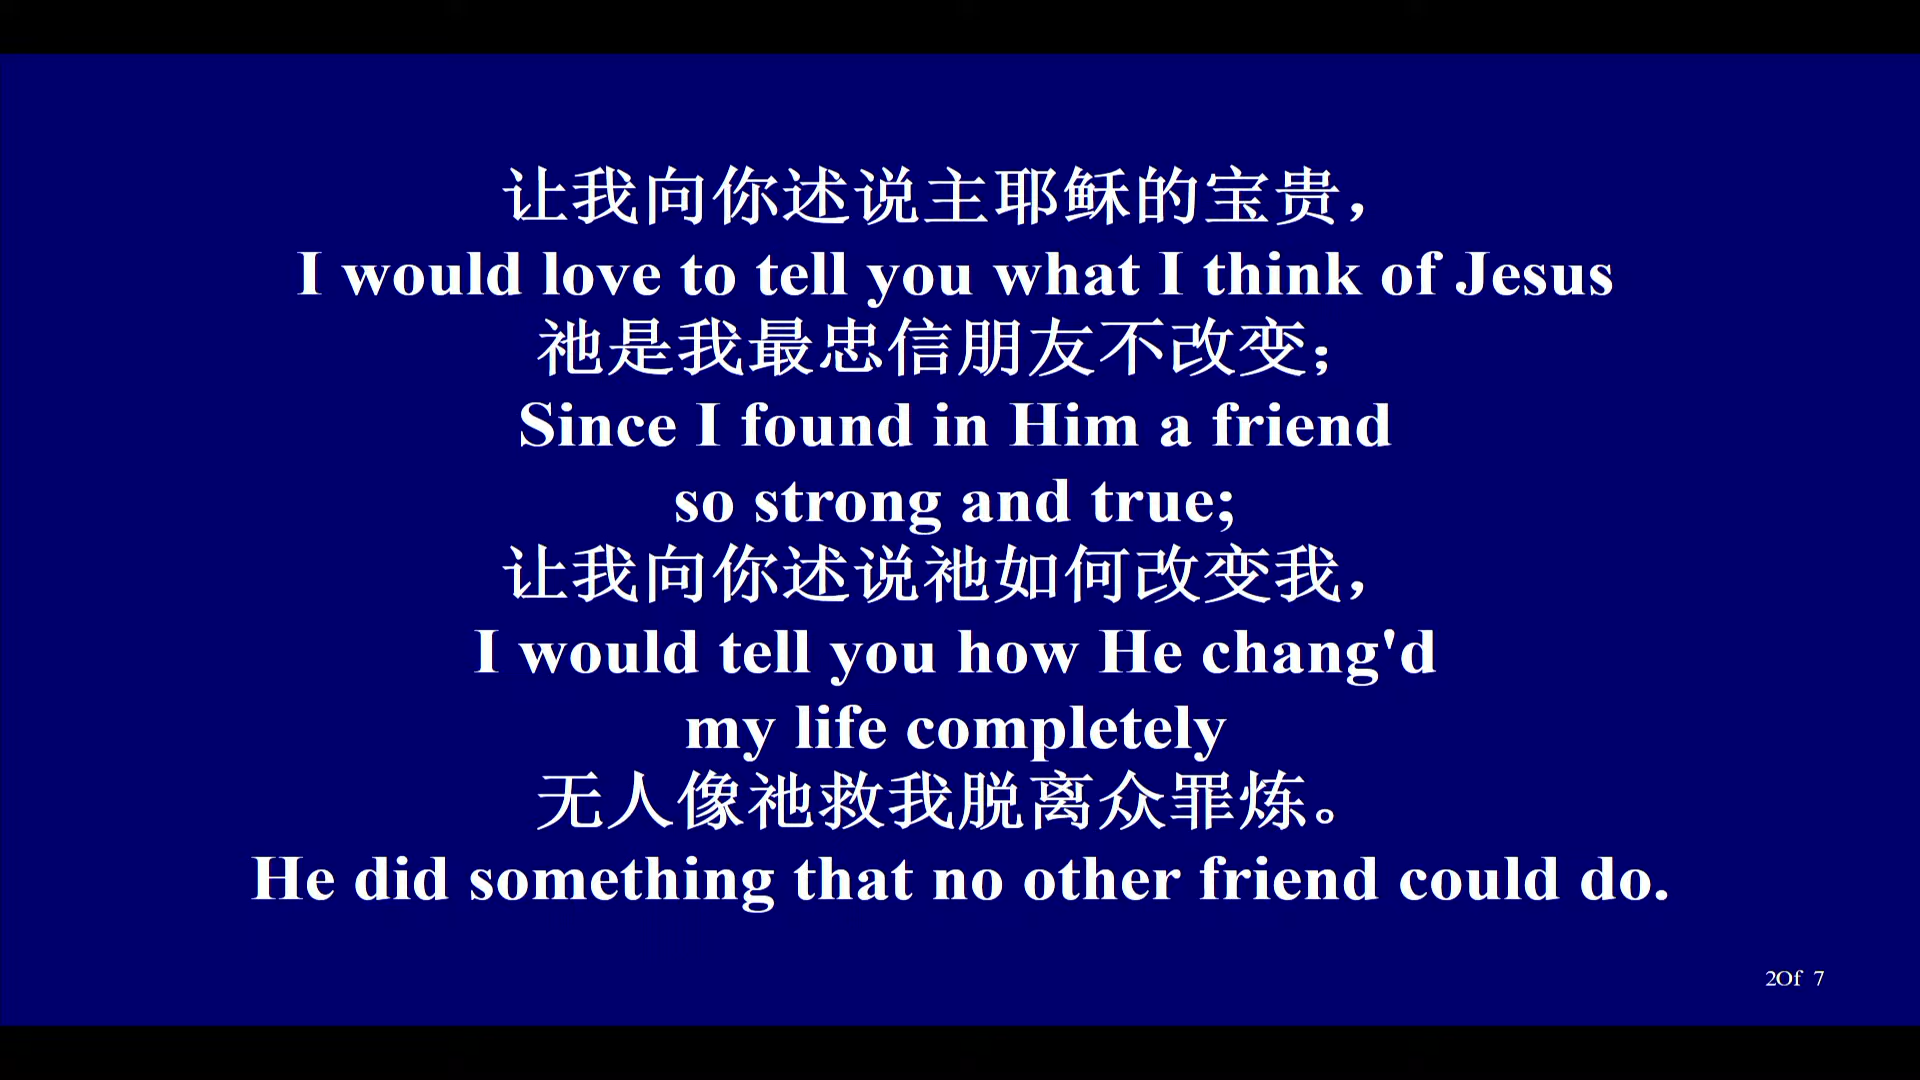 让我向你述说主耶稣的宝贵，
I would love to tell you what I think of Jesus
祂是我最忠信朋友不改变；
Since I found in Him a friend
so strong and true;
让我向你述说祂如何改变我，
I would tell you how He chang'd
my life completely
无人像祂救我脱离众罪炼。
He did something that no other friend could do.
2Of 7